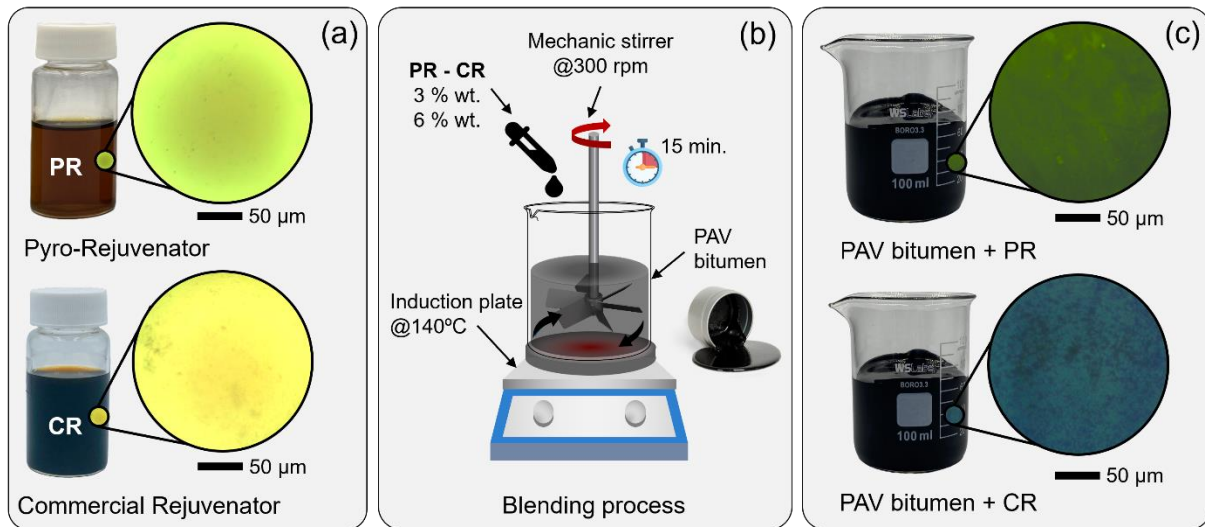 (a)
PR
50 µm
Pyro-Rejuvenator
CR
50 µm
Commercial Rejuvenator
(b)
Mechanic stirrer
@300 rpm
PR - CR
3 % wt.
6 % wt.
15 min.
PAV
bitumen
Induction plate
@140ºC
Blending process
(c)
BORO3.3
100 ml
50 µm
PAV bitumen + PR
BORO3.3
100 ml
50 µm
PAV bitumen + CR